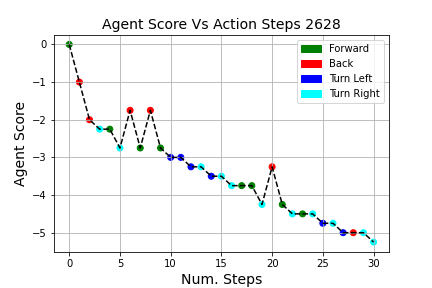 Agent Score Vs Action Steps 2628
Forward
Back
Turn Left
Turn Right
Agent Score
0
−1
−2
−3
−4
−5
0 5 10 15 20 25 30
Num. Steps